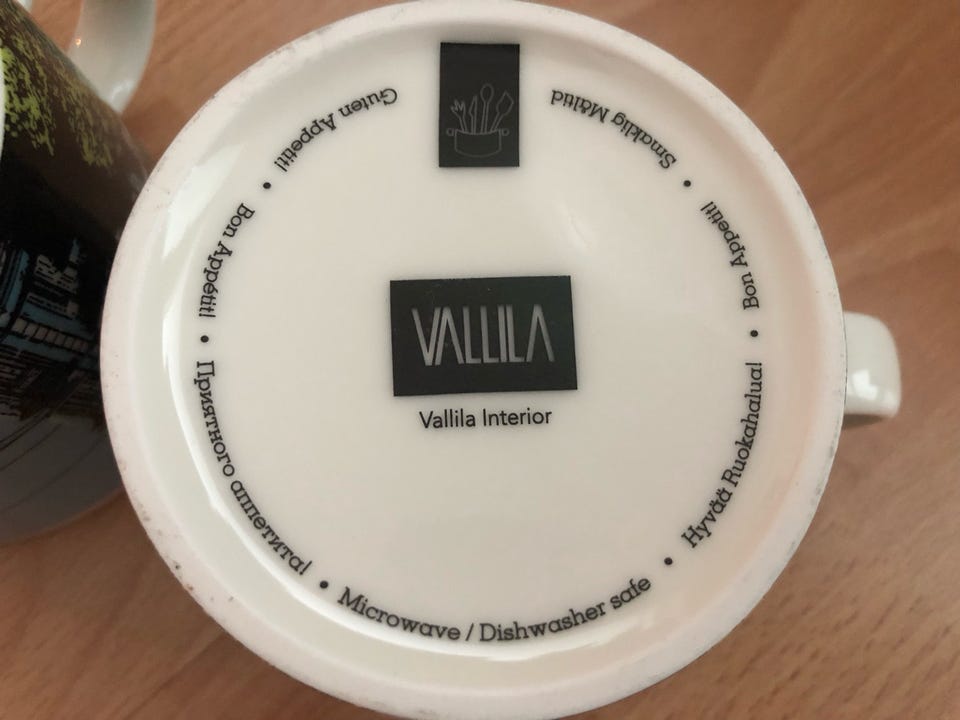 VALLILA
Vallila Interior
Guten Appetit! • Bon Appétit! • Приятного аппетита! • Microwave / Dishwasher safe • Hyvää Ruokahalua! • Bon Appetit! • Smaklig Måltid